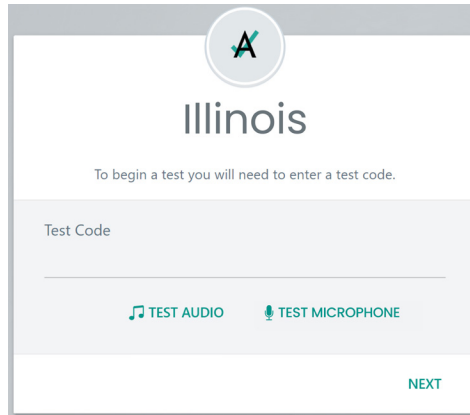 Illinois
To begin a test you will need to enter a test code.
Test Code
TEST AUDIO TEST MICROPHONE
NEXT